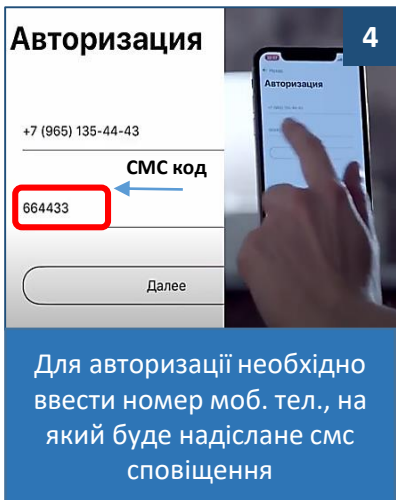 Авторизация
4
+7 (965) 135-44-43
СМС код
664433
Далее
Авторизация
Для авторизації необхідно
ввести номер моб. тел., на
який буде надіслане смс
сповіщення